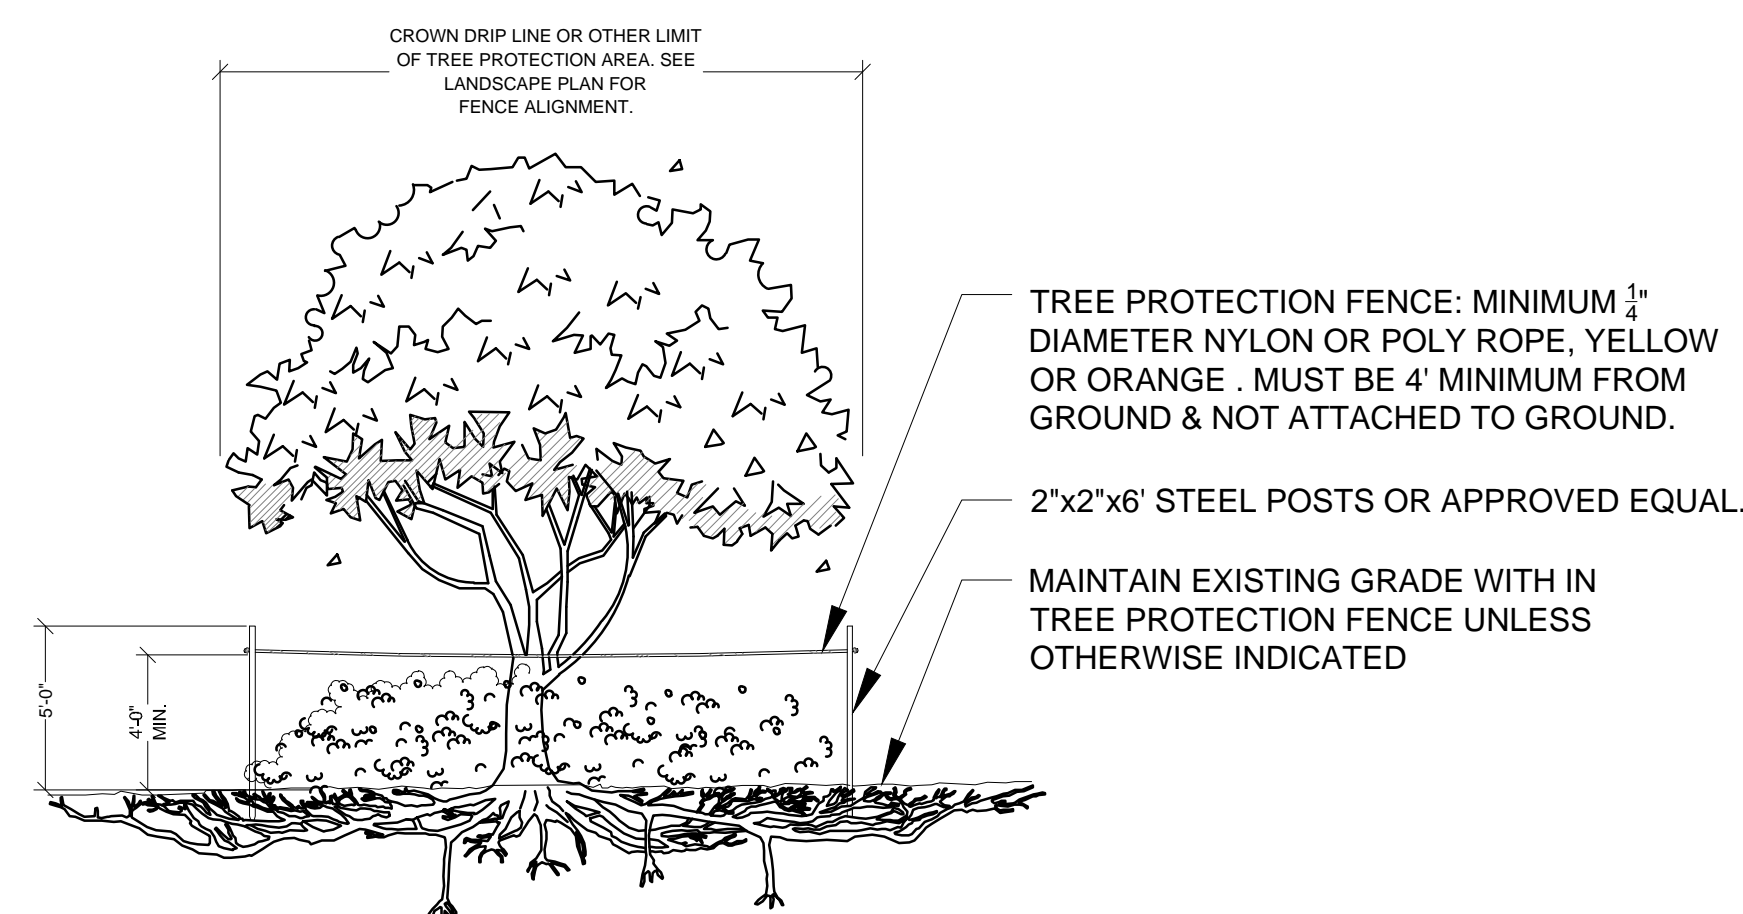 CROWN DRIP LINE OR OTHER LIMIT
OF TREE PROTECTION AREA. SEE
LANDSCAPE PLAN FOR
FENCE ALIGNMENT.
TREE PROTECTION FENCE: MINIMUM 1/4"
DIAMETER NYLON OR POLY ROPE, YELLOW
OR ORANGE . MUST BE 4' MINIMUM FROM
GROUND & NOT ATTACHED TO GROUND.
2"x2"x6' STEEL POSTS OR APPROVED EQUAL.
MAINTAIN EXISTING GRADE WITH IN
TREE PROTECTION FENCE UNLESS
OTHERWISE INDICATED
5'-0"
4'-0"
MIN.